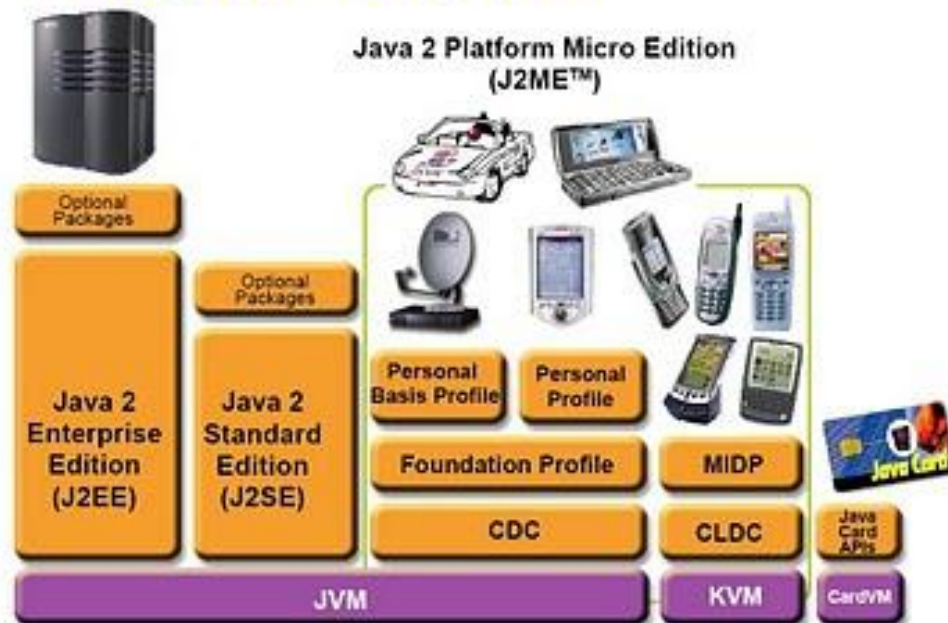 Java 2 Platform Micro Edition
(J2ME™)
Optional
Packages
Optional
Packages
Java 2
Enterprise
Edition
(J2EE)
Java 2
Standard
Edition
(J2SE)
Personal
Basis Profile
Personal
Profile
Foundation Profile
MIDP
CDC
CLDC
Java Card
Java
Card
APIs
JVM
KVM
CardVM